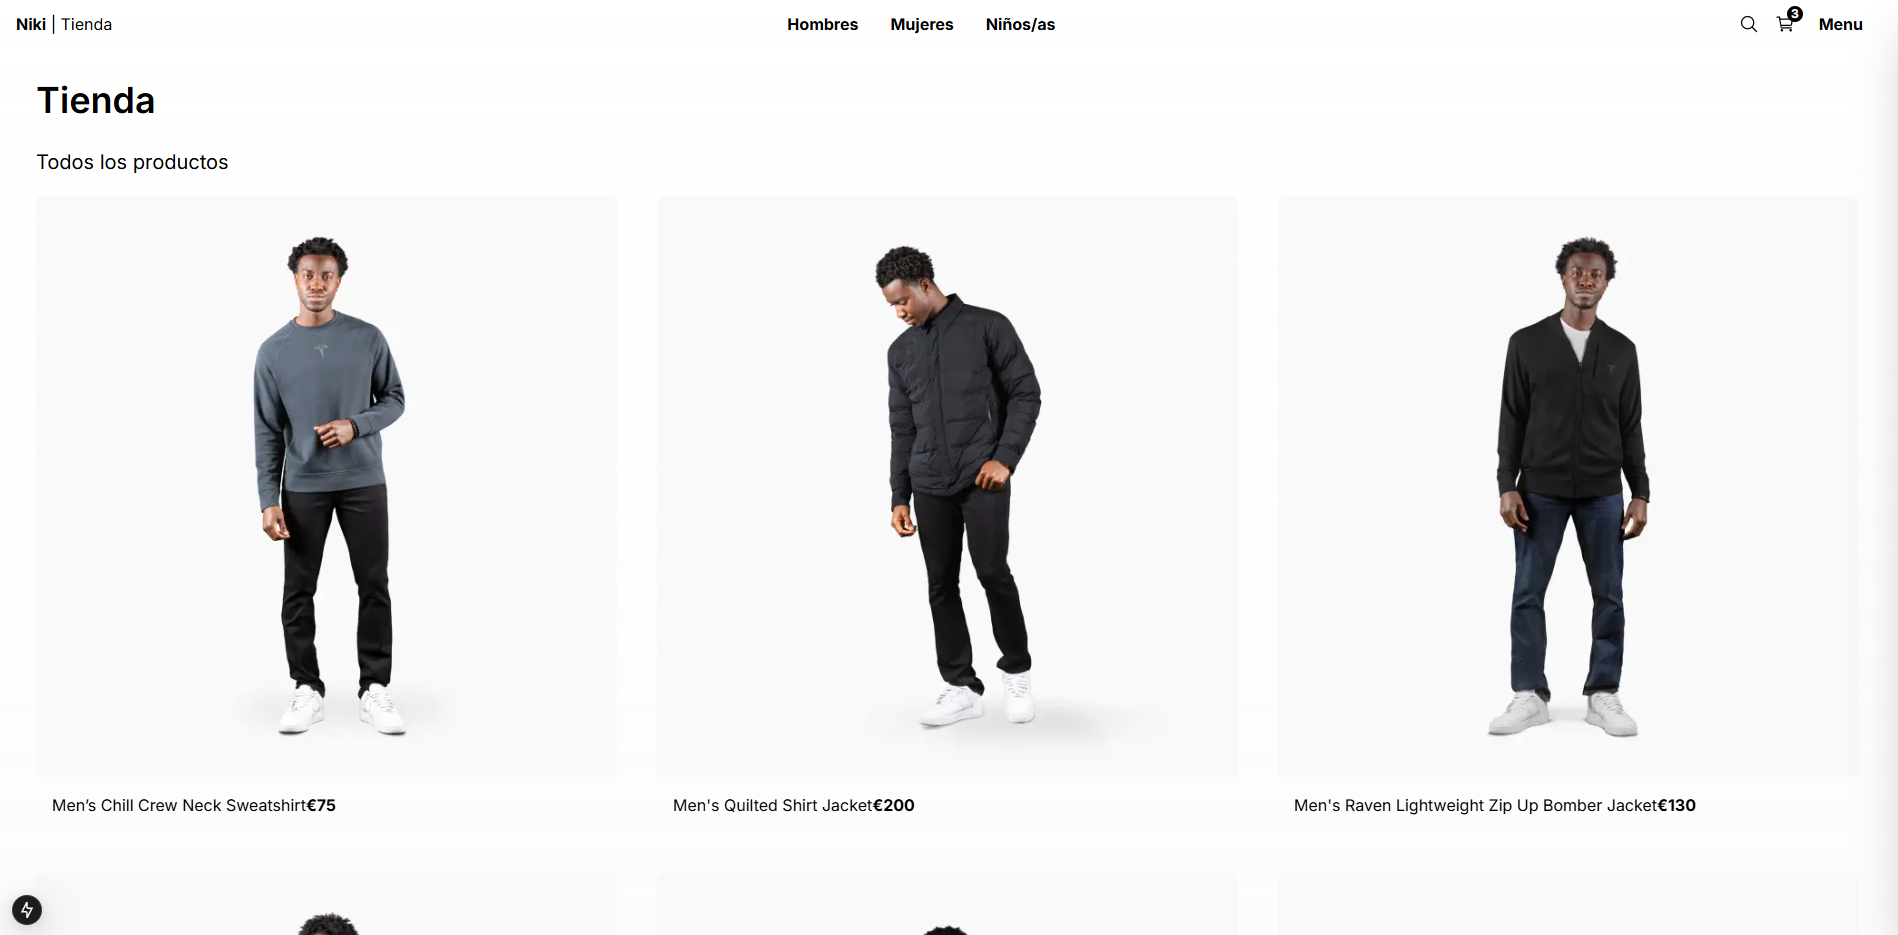 Niki | Tienda
Hombres
Mujeres
Niños/as
3
Menu
Tienda
Todos los productos
Men’s Chill Crew Neck Sweatshirt€75
Men's Quilted Shirt Jacket€200
Men's Raven Lightweight Zip Up Bomber Jacket€130